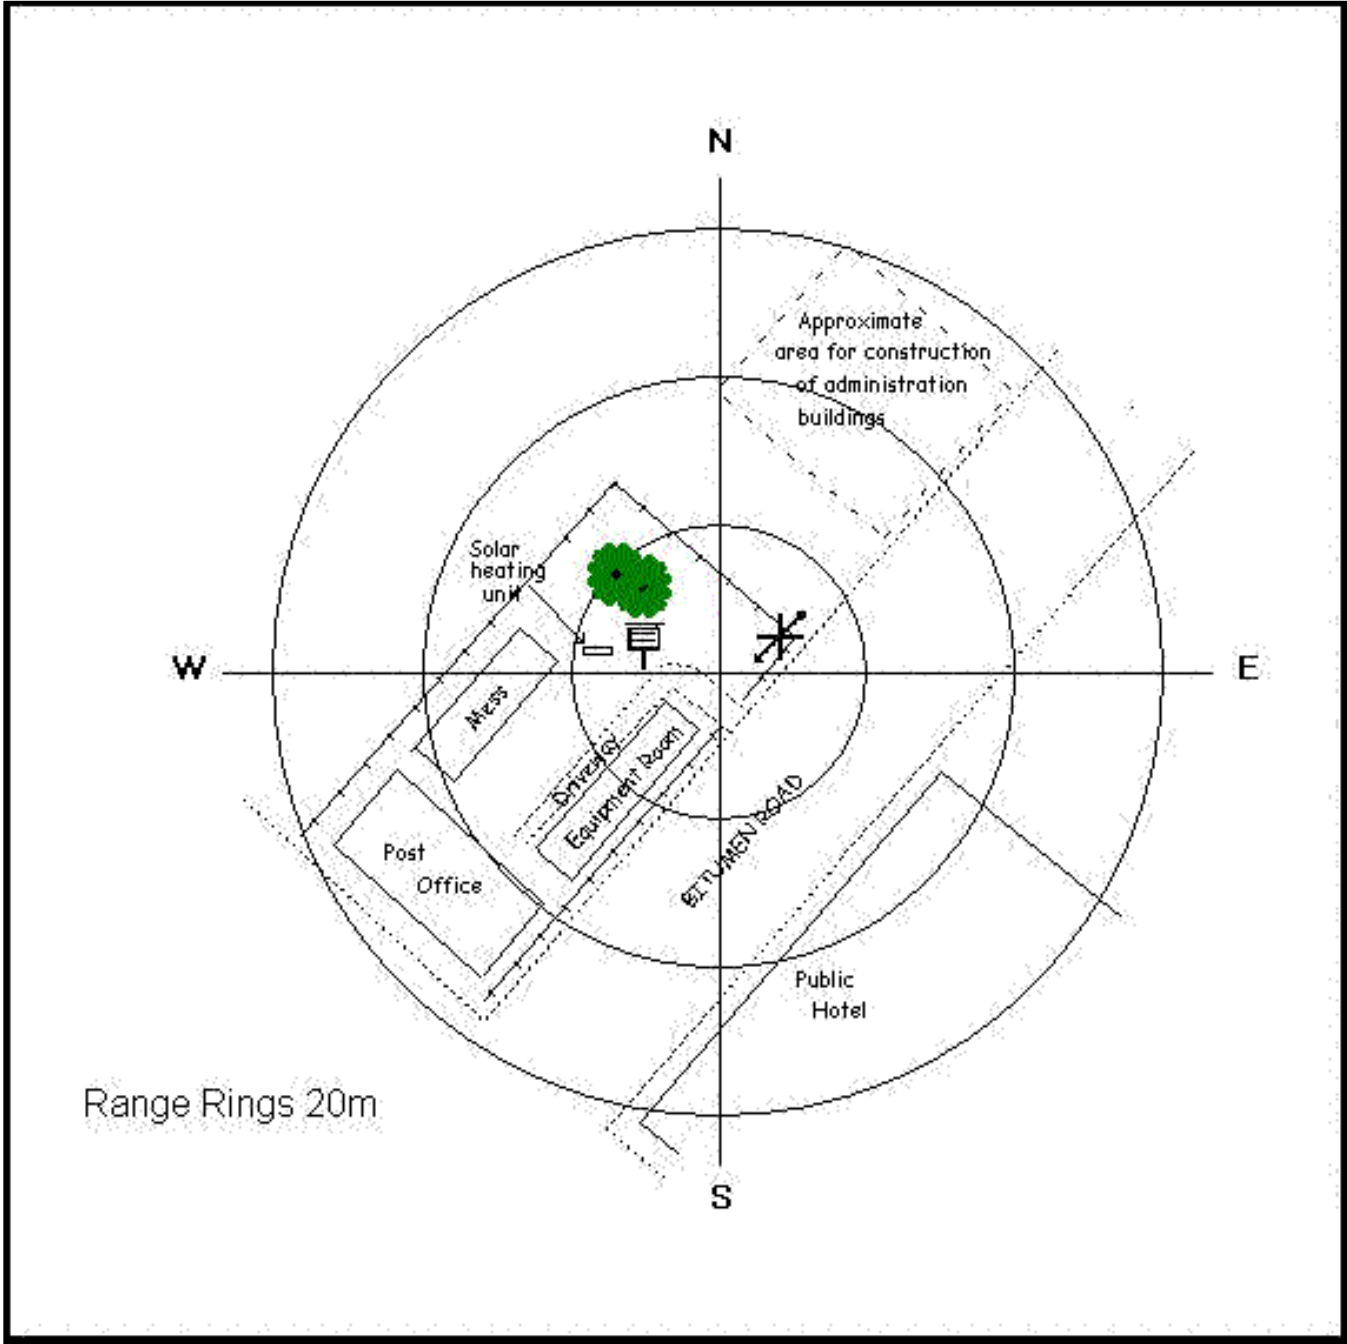 N
Approximate
area for construction
of administration
buildings
Solar
heating
unit
W
E
Mess
Driveway
Equipment Room
BITUMEN ROAD
Post
Office
Public
Hotel
Range Rings 20m
S